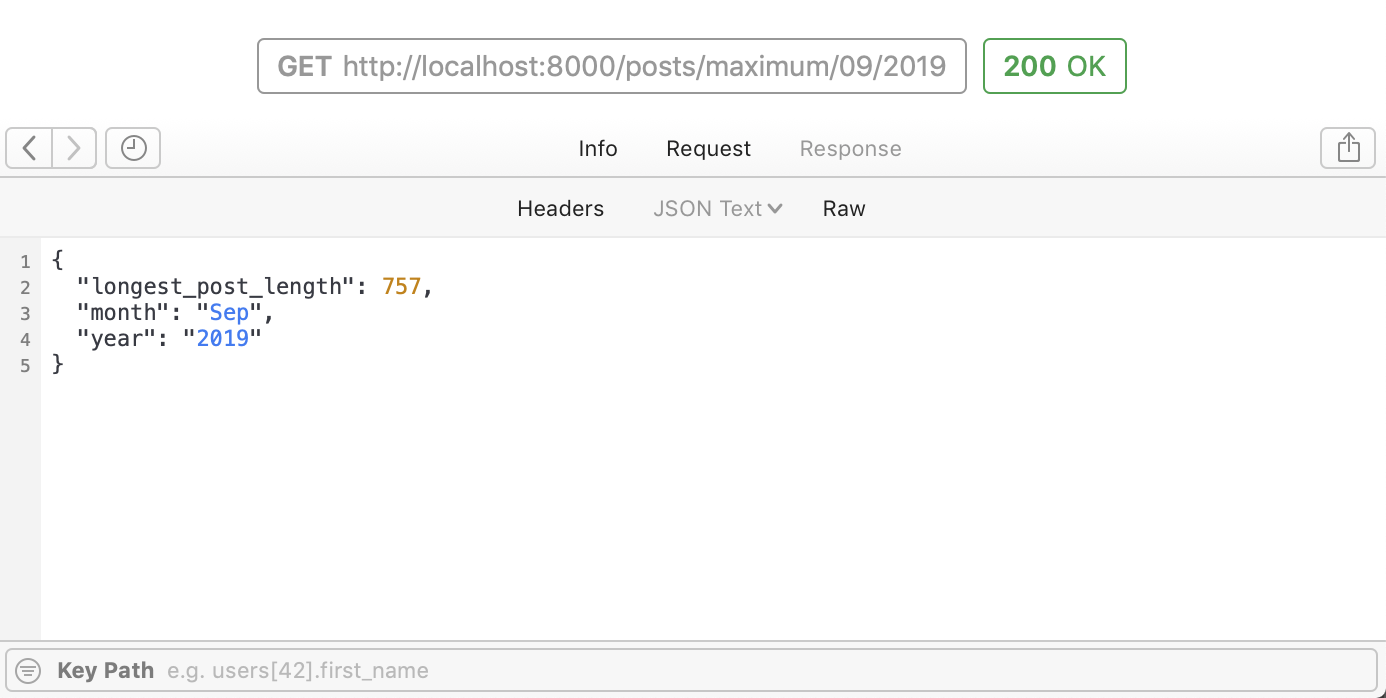 GET http://localhost:8000/posts/maximum/09/2019 200 OK
Info Request Response
Headers JSON Text Raw
1 {
2   "longest_post_length": 757,
3   "month": "Sep",
4   "year": "2019"
5 }
Key Path e.g. users[42].first_name